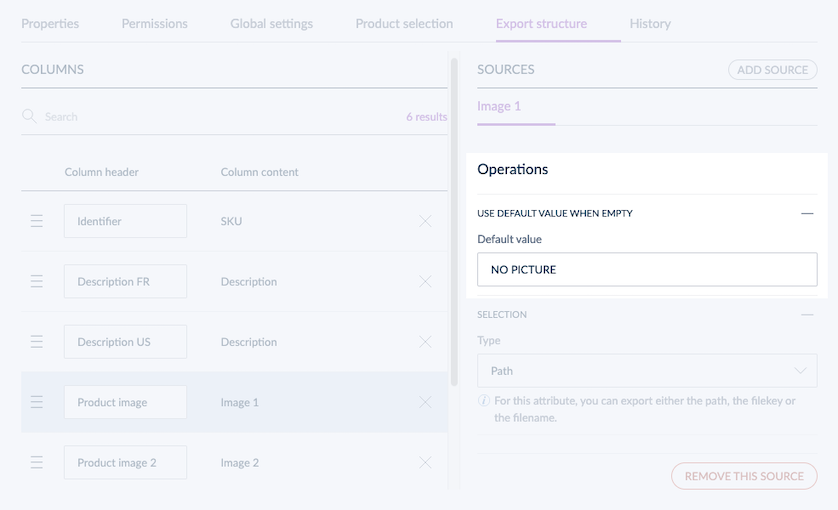 Properties Permissions Global settings Product selection Export structure History
COLUMNS
Search 6 results
Column header Column content
Identifier SKU
Description FR Description
Description US Description
Product image Image 1
Product image 2 Image 2
SOURCES ADD SOURCE
Image 1
Operations
USE DEFAULT VALUE WHEN EMPTY
Default value
NO PICTURE
SELECTION
Type
Path
For this attribute, you can export either the path, the filekey or
the filename.
REMOVE THIS SOURCE